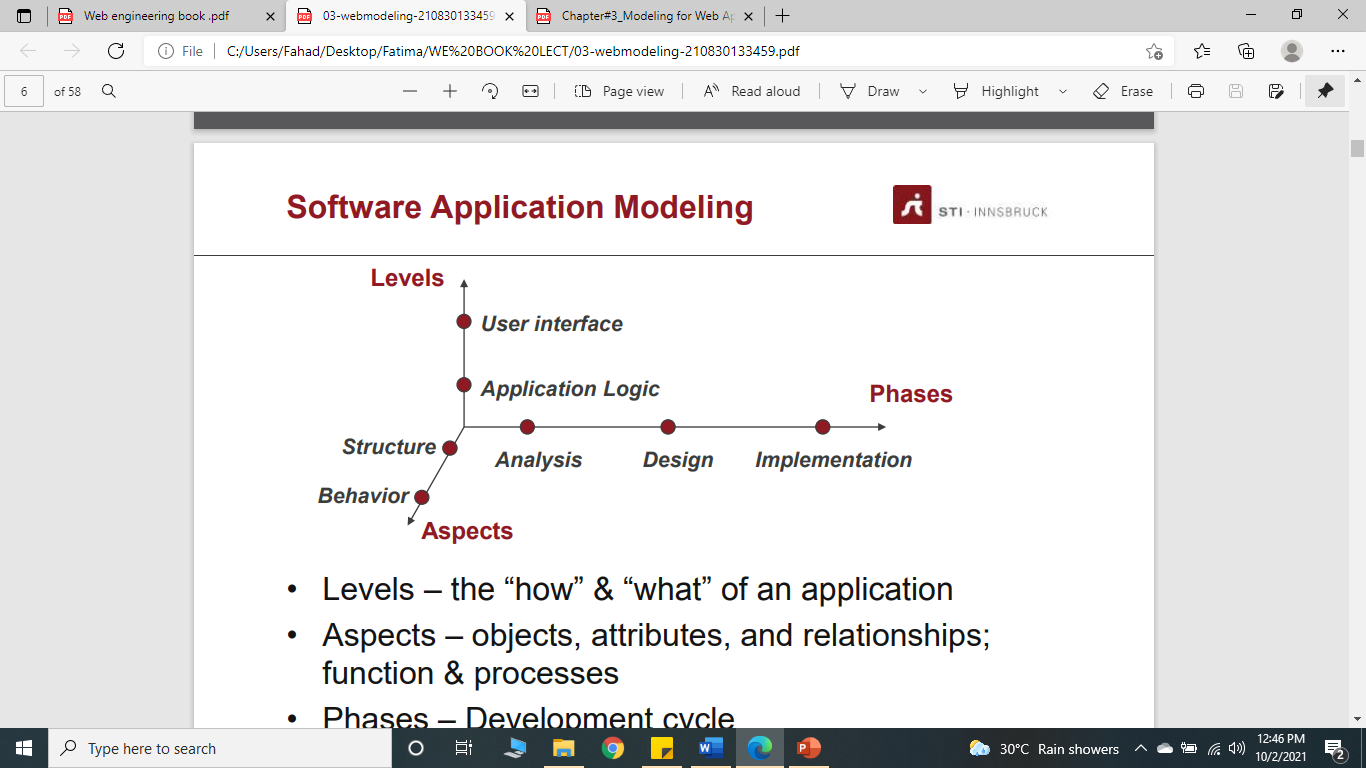 Web engineering book .pdf
03-webmodeling-210830133459
Chapter#3_Modeling for Web Ap
File
C:/Users/Fahad/Desktop/Fatima/WE%20BOOK%20LECT/03-webmodeling-210830133459.pdf
6 of 58
Page view
Read aloud
Draw
Highlight
Erase
Software Application Modeling
STI · INNSBRUCK
Levels
User interface
Application Logic
Phases
Structure
Analysis Design Implementation
Behavior
Aspects
• Levels – the “how” & “what” of an application
• Aspects – objects, attributes, and relationships;
function & processes
• Phases – Development cycle
Type here to search
30°C Rain showers
12:46 PM
10/2/2021
2